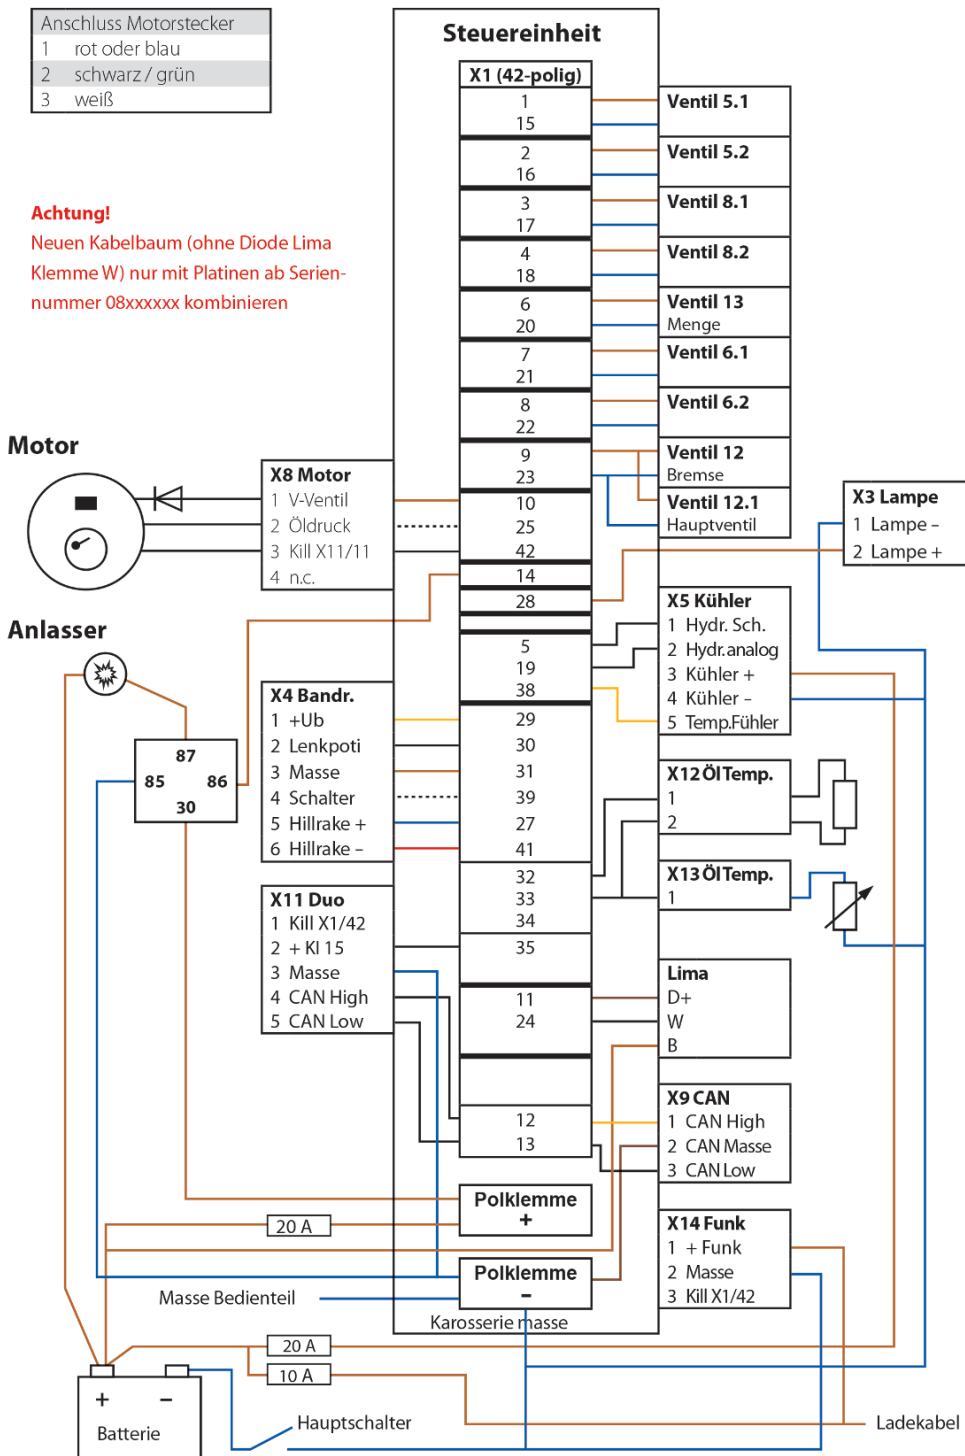 Anschluss Motorstecker
1 rot oder blau
2 schwarz / grün
3 weiß
Achtung!
Neuen Kabelbaum (ohne Diode Lima
Klemme W) nur mit Platinen ab Serien-
nummer 08xxxxxx kombinieren
Steuereinheit
X1 (42-polig)
1
15
2
16
3
17
4
18
6
20
7
21
8
22
9
23
10
25
42
14
28
5
19
38
29
30
31
39
27
41
32
33
34
35
11
24
12
13
Polklemme
+
Polklemme
–
Karosserie masse
Ventil 5.1
Ventil 5.2
Ventil 8.1
Ventil 8.2
Ventil 13
Menge
Ventil 6.1
Ventil 6.2
Ventil 12
Bremse
Ventil 12.1
Hauptventil
X3 Lampe
1 Lampe –
2 Lampe +
X5 Kühler
1 Hydr. Sch.
2 Hydr.analog
3 Kühler +
4 Kühler –
5 Temp.Fühler
X12 ÖlTemp.
1
2
X13 ÖlTemp.
1
Lima
D+
W
B
X9 CAN
1 CAN High
2 CAN Masse
3 CAN Low
X14 Funk
1 + Funk
2 Masse
3 Kill X1/42
Motor
X8 Motor
1 V-Ventil
2 Öldruck
3 Kill X11/11
4 n.c.
Anlasser
87
85 86
30
X4 Bandr.
1 +Ub
2 Lenkpoti
3 Masse
4 Schalter
5 Hillrake +
6 Hillrake –
X11 Duo
1 Kill X1/42
2 + Kl 15
3 Masse
4 CAN High
5 CAN Low
20 A
Masse Bedienteil
20 A
10 A
+ –
Batterie
Hauptschalter
Ladekabel